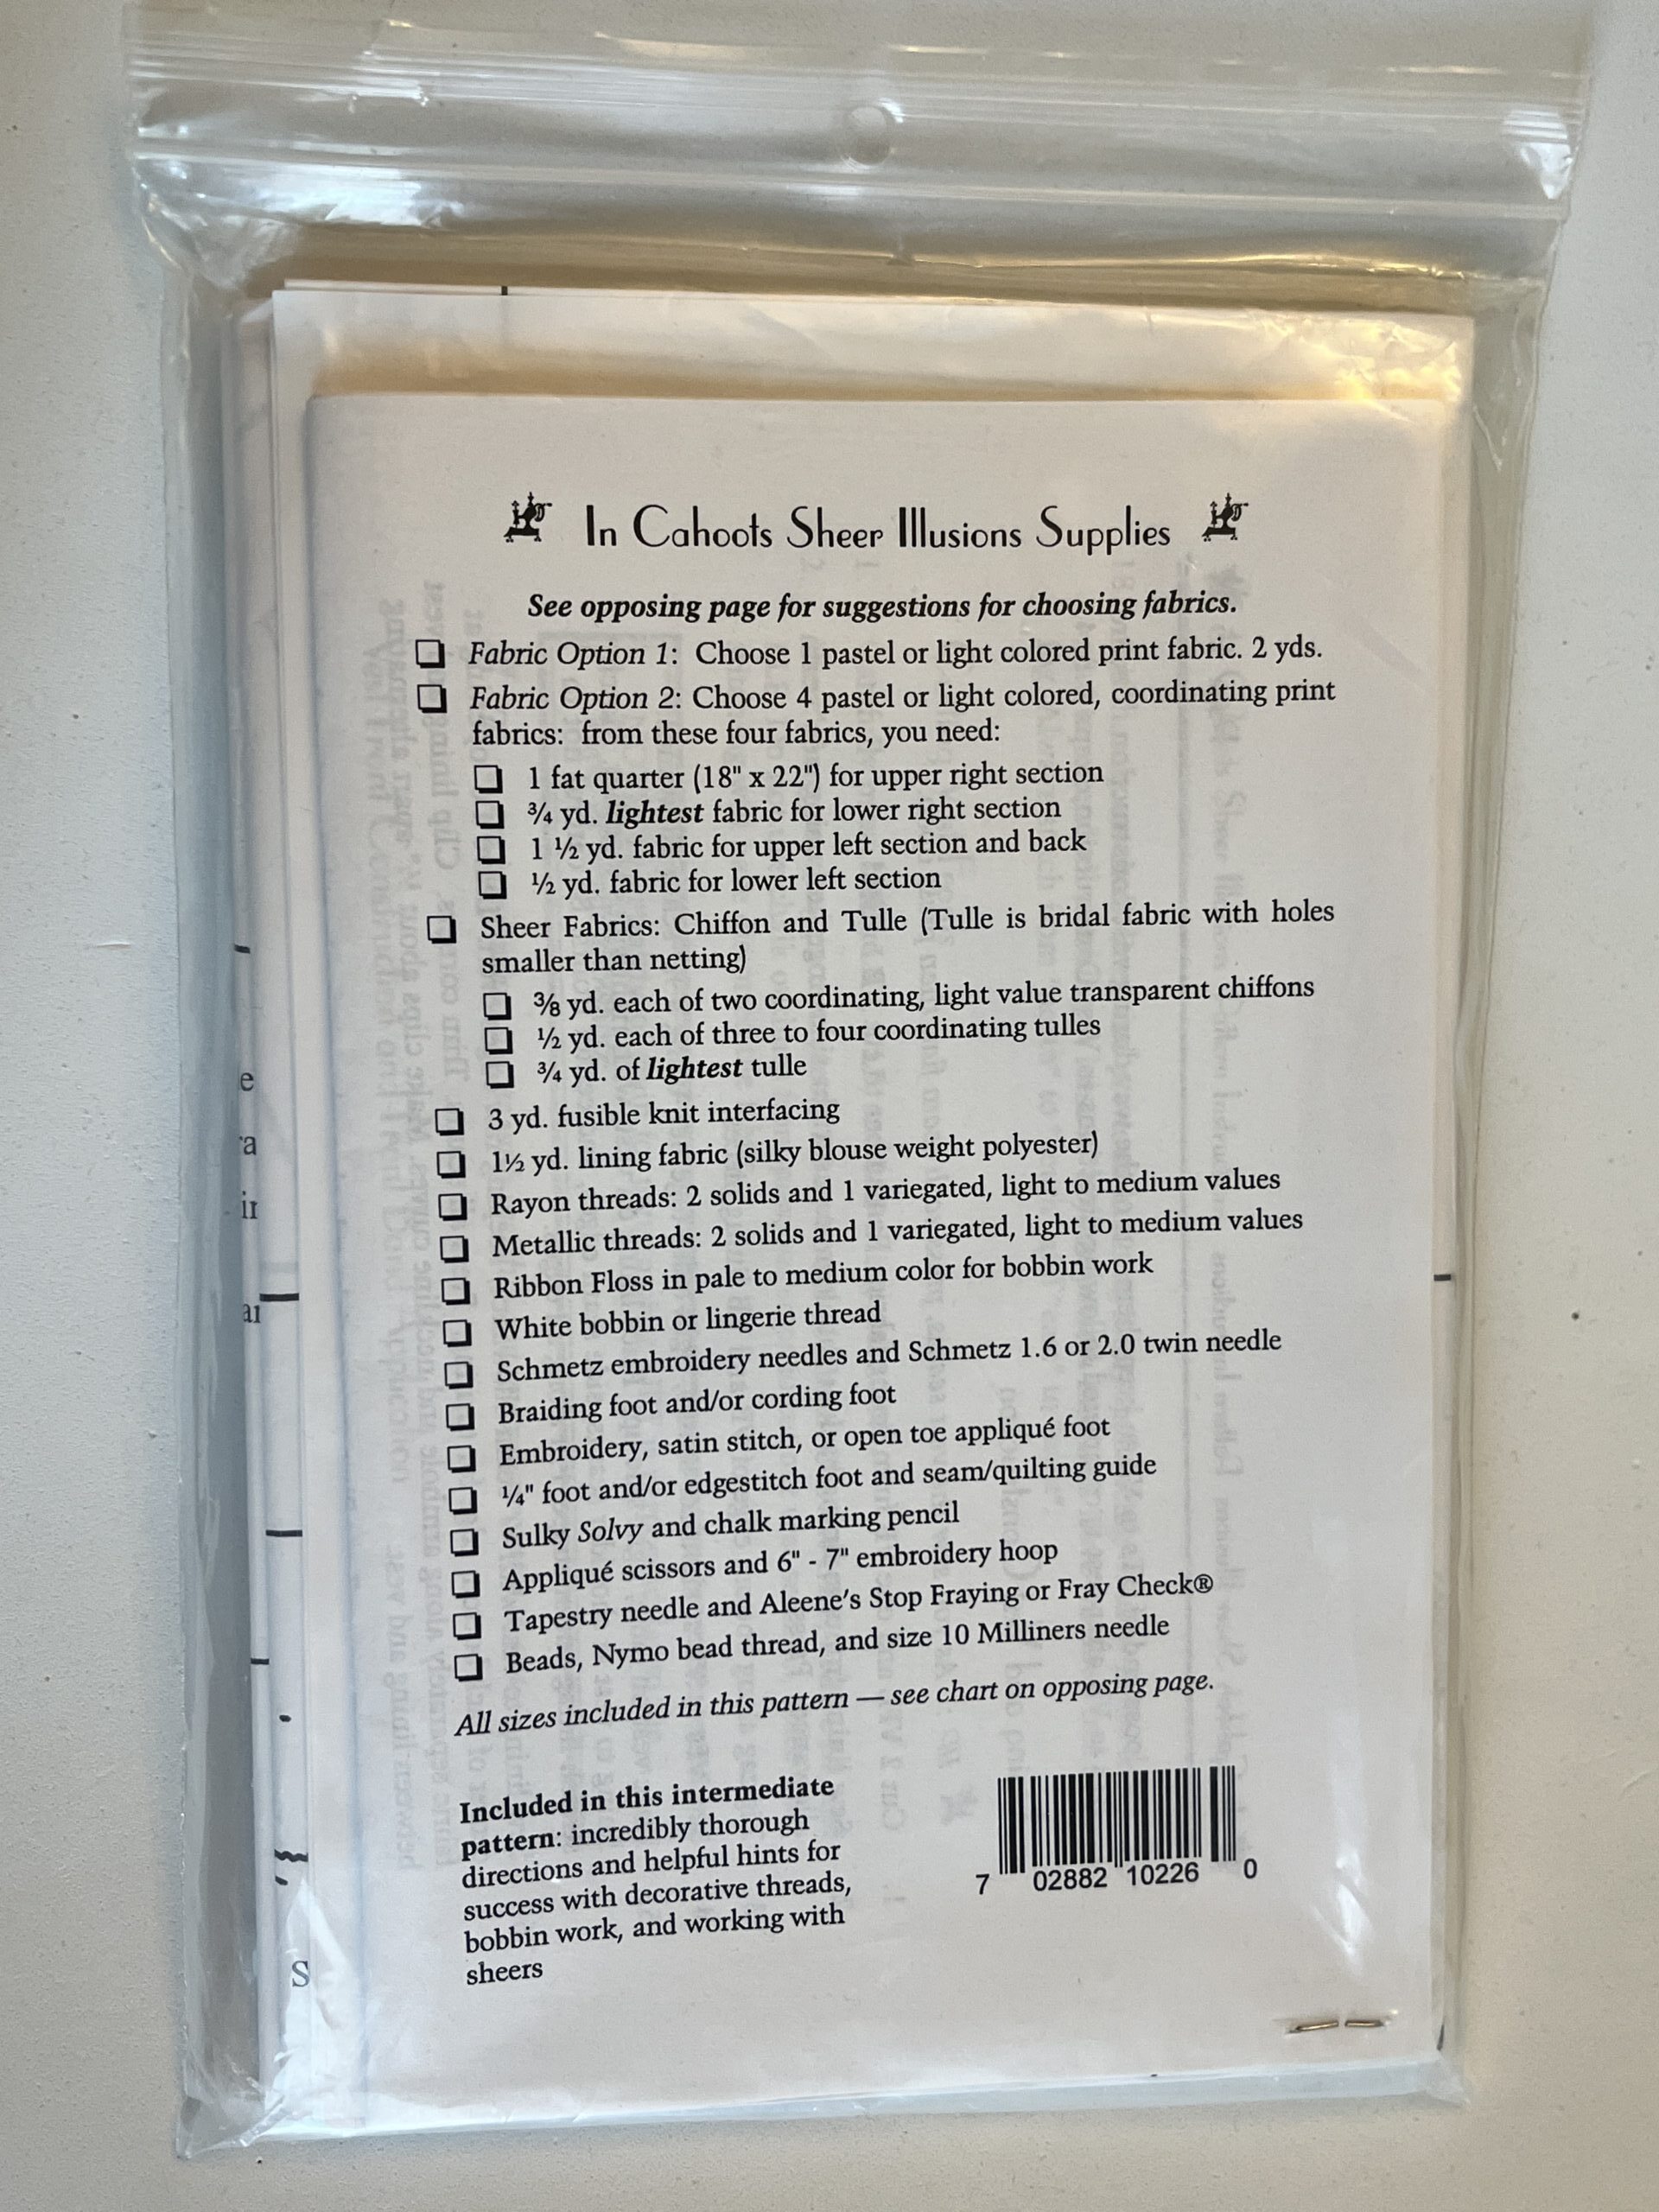 In Cahoots Sheer Illusions Supplies
See opposing page for suggestions for choosing fabrics.
❏ Fabric Option 1: Choose 1 pastel or light colored print fabric. 2 yds.
❏ Fabric Option 2: Choose 4 pastel or light colored, coordinating print
fabrics: from these four fabrics, you need:
❏ 1 fat quarter (18" x 22") for upper right section
❏ ¾ yd. lightest fabric for lower right section
❏ 1 ½ yd. fabric for upper left section and back
❏ ½ yd. fabric for lower left section
❏ Sheer Fabrics: Chiffon and Tulle (Tulle is bridal fabric with holes
smaller than netting)
❏ ⅜ yd. each of two coordinating, light value transparent chiffons
❏ ½ yd. each of three to four coordinating tulles
❏ ¾ yd. of lightest tulle
❏ 3 yd. fusible knit interfacing
❏ 1½ yd. lining fabric (silky blouse weight polyester)
❏ Rayon threads: 2 solids and 1 variegated, light to medium values
❏ Metallic threads: 2 solids and 1 variegated, light to medium values
❏ Ribbon Floss in pale to medium color for bobbin work
❏ White bobbin or lingerie thread
❏ Schmetz embroidery needles and Schmetz 1.6 or 2.0 twin needle
❏ Braiding foot and/or cording foot
❏ Embroidery, satin stitch, or open toe appliqué foot
❏ ¼" foot and/or edgestitch foot and seam/quilting guide
❏ Sulky Solvy and chalk marking pencil
❏ Appliqué scissors and 6" - 7" embroidery hoop
❏ Tapestry needle and Aleene's Stop Fraying or Fray Check®
❏ Beads, Nymo bead thread, and size 10 Milliners needle
All sizes included in this pattern — see chart on opposing page.
Included in this intermediate
pattern: incredibly thorough
directions and helpful hints for
success with decorative threads,
bobbin work, and working with
sheers
7 02882 10226 0